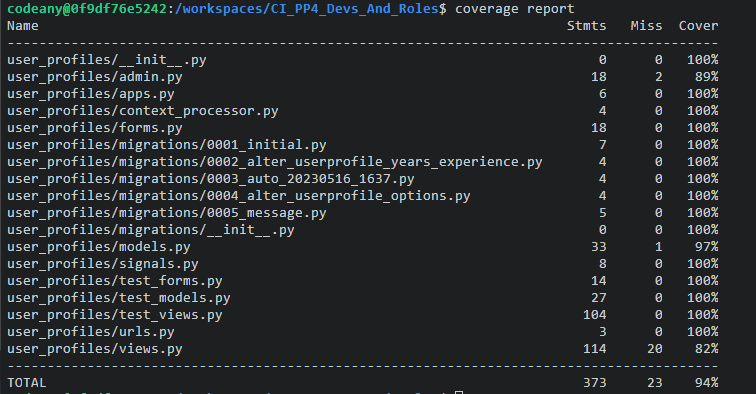 codeany@0f9df76e5242:/workspaces/CI_PP4_Devs_And_Roles$ coverage report
Name                                                              Stmts   Miss  Cover
-------------------------------------------------------------------------------------
user_profiles/__init__.py                                             0      0   100%
user_profiles/admin.py                                               18      2    89%
user_profiles/apps.py                                                 6      0   100%
user_profiles/context_processor.py                                    4      0   100%
user_profiles/forms.py                                               18      0   100%
user_profiles/migrations/0001_initial.py                              7      0   100%
user_profiles/migrations/0002_alter_userprofile_years_experience.py   4      0   100%
user_profiles/migrations/0003_auto_20230516_1637.py                   4      0   100%
user_profiles/migrations/0004_alter_userprofile_options.py            4      0   100%
user_profiles/migrations/0005_message.py                              5      0   100%
user_profiles/migrations/__init__.py                                  0      0   100%
user_profiles/models.py                                              33      1    97%
user_profiles/signals.py                                              8      0   100%
user_profiles/test_forms.py                                          14      0   100%
user_profiles/test_models.py                                         27      0   100%
user_profiles/test_views.py                                         104      0   100%
user_profiles/urls.py                                                 3      0   100%
user_profiles/views.py                                              114     20    82%
-------------------------------------------------------------------------------------
TOTAL                                                               373     23    94%